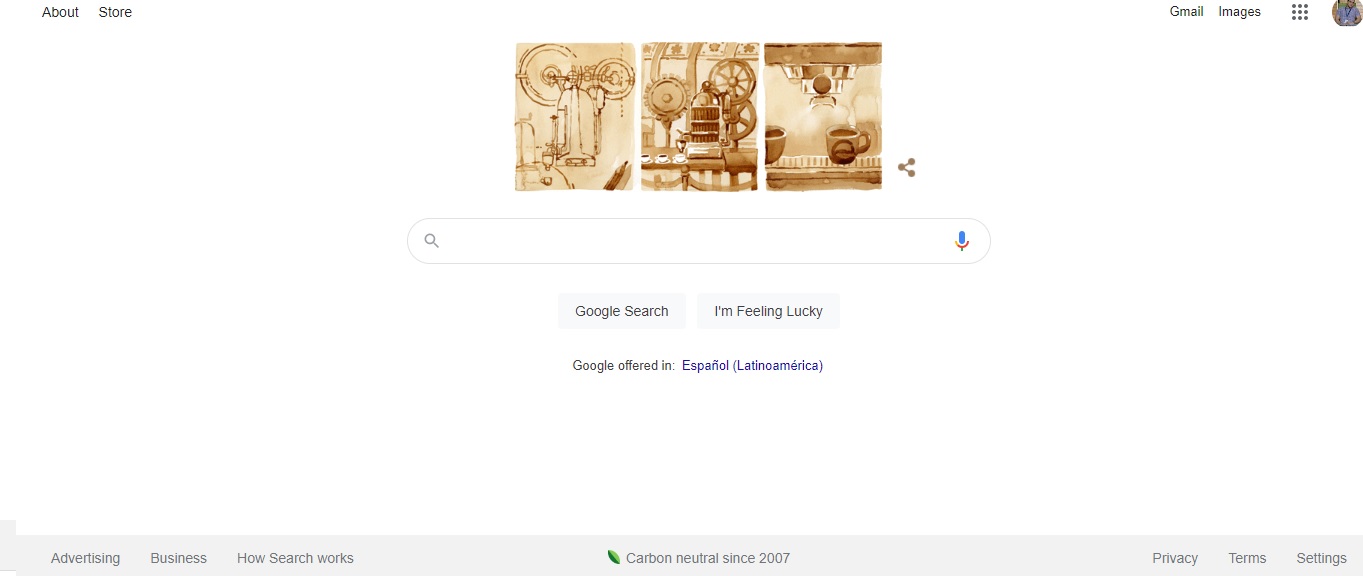 About Store
Gmail Images
Google Search
I'm Feeling Lucky
Google offered in: Español (Latinoamérica)
Advertising Business How Search works
Carbon neutral since 2007
Privacy Terms Settings